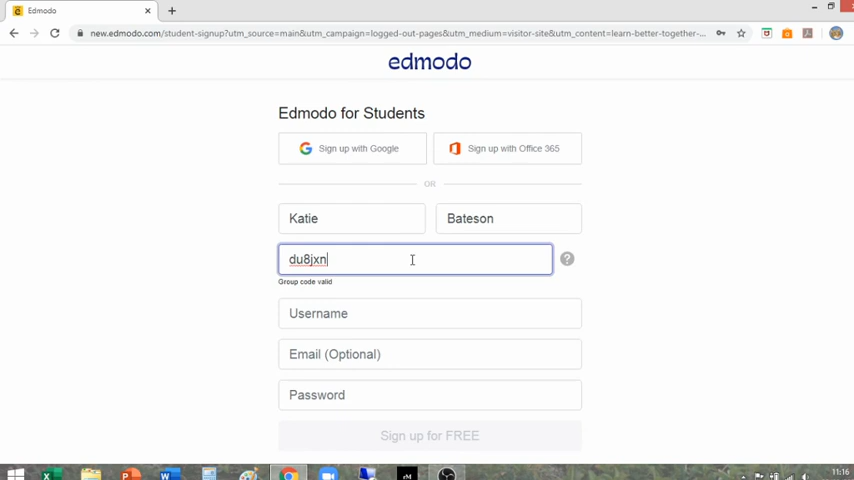 Edmodo
new.edmodo.com/student-signup?utm_source=main&utm_campaign=logged-out-pages&utm_medium=visitor-site&utm_content=learn-better-together-...
edmodo
Edmodo for Students
Sign up with Google
Sign up with Office 365
OR
Katie
Bateson
du8jxn
?
Group code valid
Username
Email (Optional)
Password
Sign up for FREE
11:16